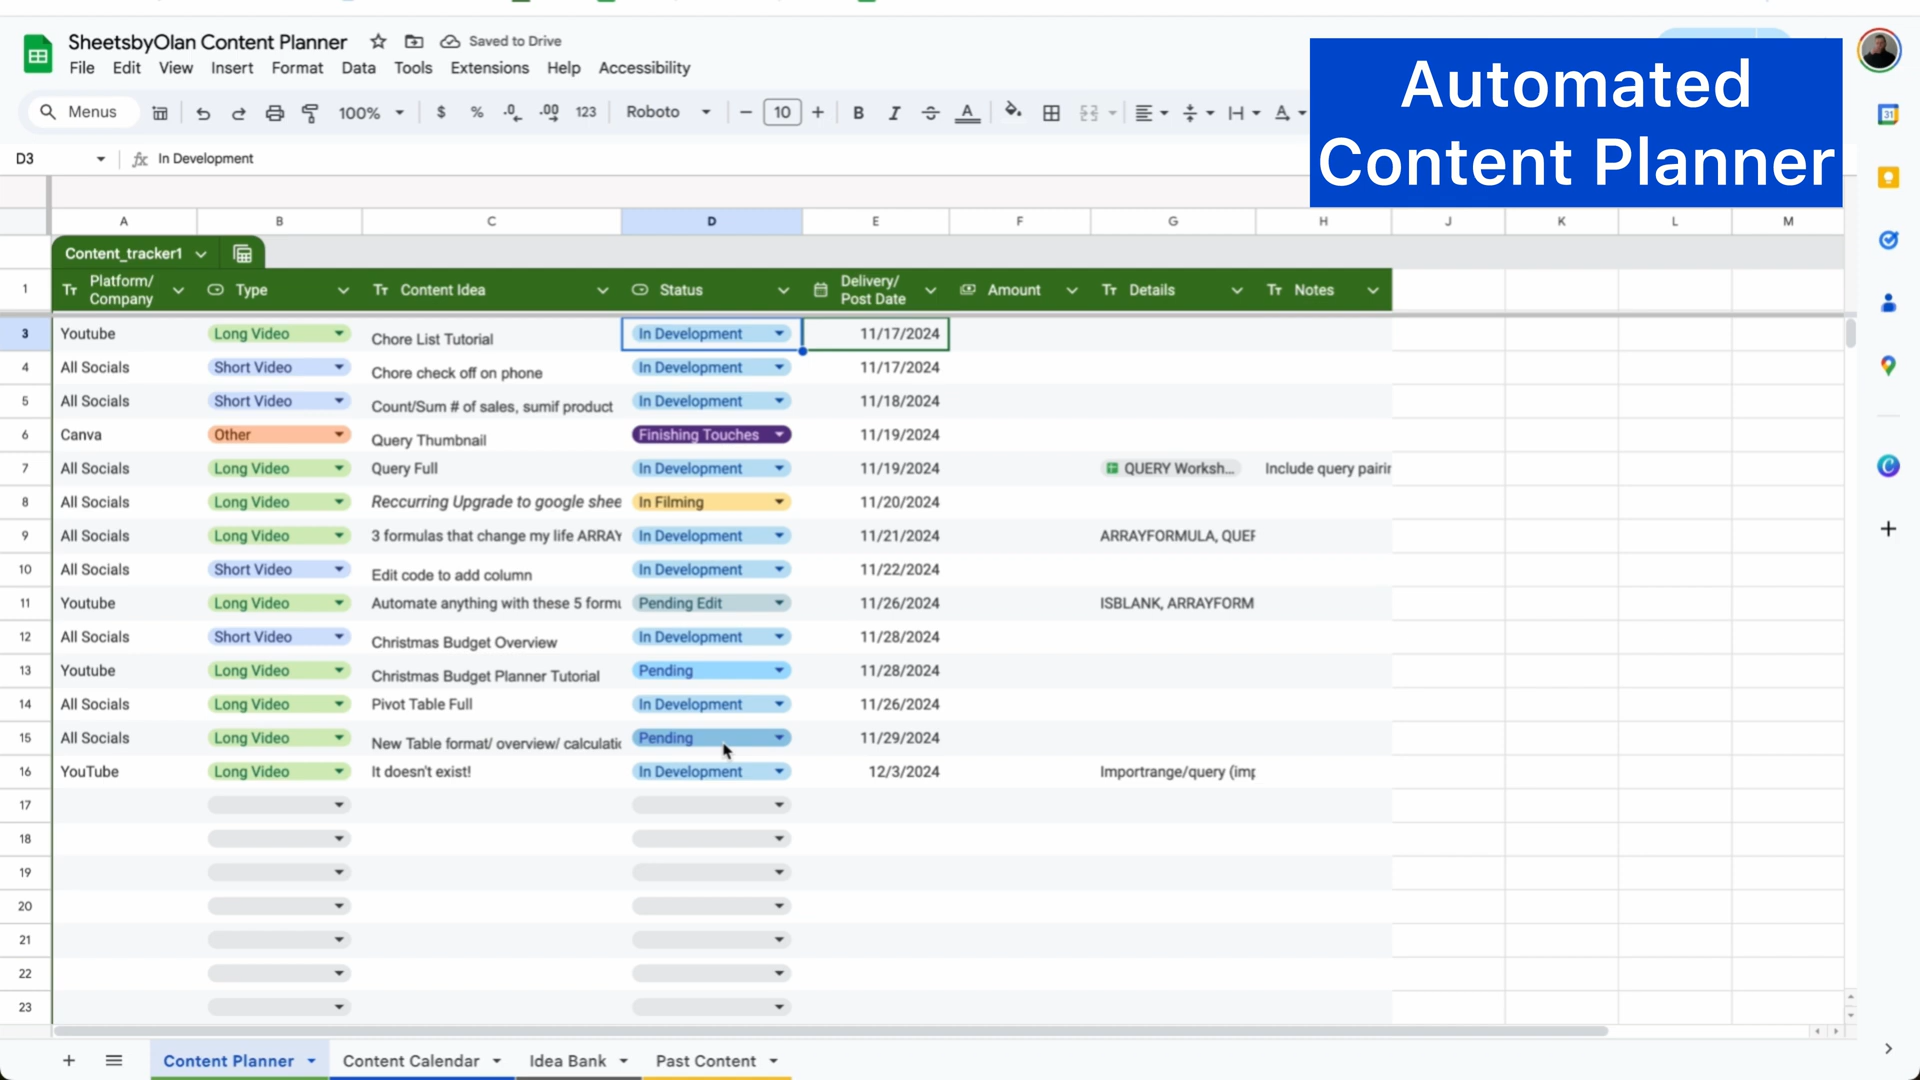 SheetsbyOlan Content Planner Saved to Drive
File Edit View Insert Format Data Tools Extensions Help Accessibility
Automated
Content Planner
Menus 100% $ % .0 .00 123 Roboto - 10 + B I S A A
31
D3 fx In Development
A B C D E F G H J K L M
Content_tracker1
1 Tт Platform/ Company Type Tт Content Idea Status Delivery/ Post Date Amount Tт Details Tт Notes
3 Youtube Long Video Chore List Tutorial In Development 11/17/2024
4 All Socials Short Video Chore check off on phone In Development 11/17/2024
5 All Socials Short Video Count/Sum # of sales, sumif product In Development 11/18/2024
6 Canva Other Query Thumbnail Finishing Touches 11/19/2024
7 All Socials Long Video Query Full In Development 11/19/2024 QUERY Worksh... Include query pairin
8 All Socials Long Video Reccurring Upgrade to google shee In Filming 11/20/2024
9 All Socials Long Video 3 formulas that change my life ARRAY In Development 11/21/2024 ARRAYFORMULA, QUEF
10 All Socials Short Video Edit code to add column In Development 11/22/2024
11 Youtube Long Video Automate anything with these 5 formu Pending Edit 11/26/2024 ISBLANK, ARRAYFORM
12 All Socials Short Video Christmas Budget Overview In Development 11/28/2024
13 Youtube Long Video Christmas Budget Planner Tutorial Pending 11/28/2024
14 All Socials Long Video Pivot Table Full In Development 11/26/2024
15 All Socials Long Video New Table format/ overview/ calculatic Pending 11/29/2024
16 YouTube Long Video It doesn't exist! In Development 12/3/2024 Importrange/query (imp
17
18
19
20
21
22
23
+ Content Planner Content Calendar Idea Bank Past Content